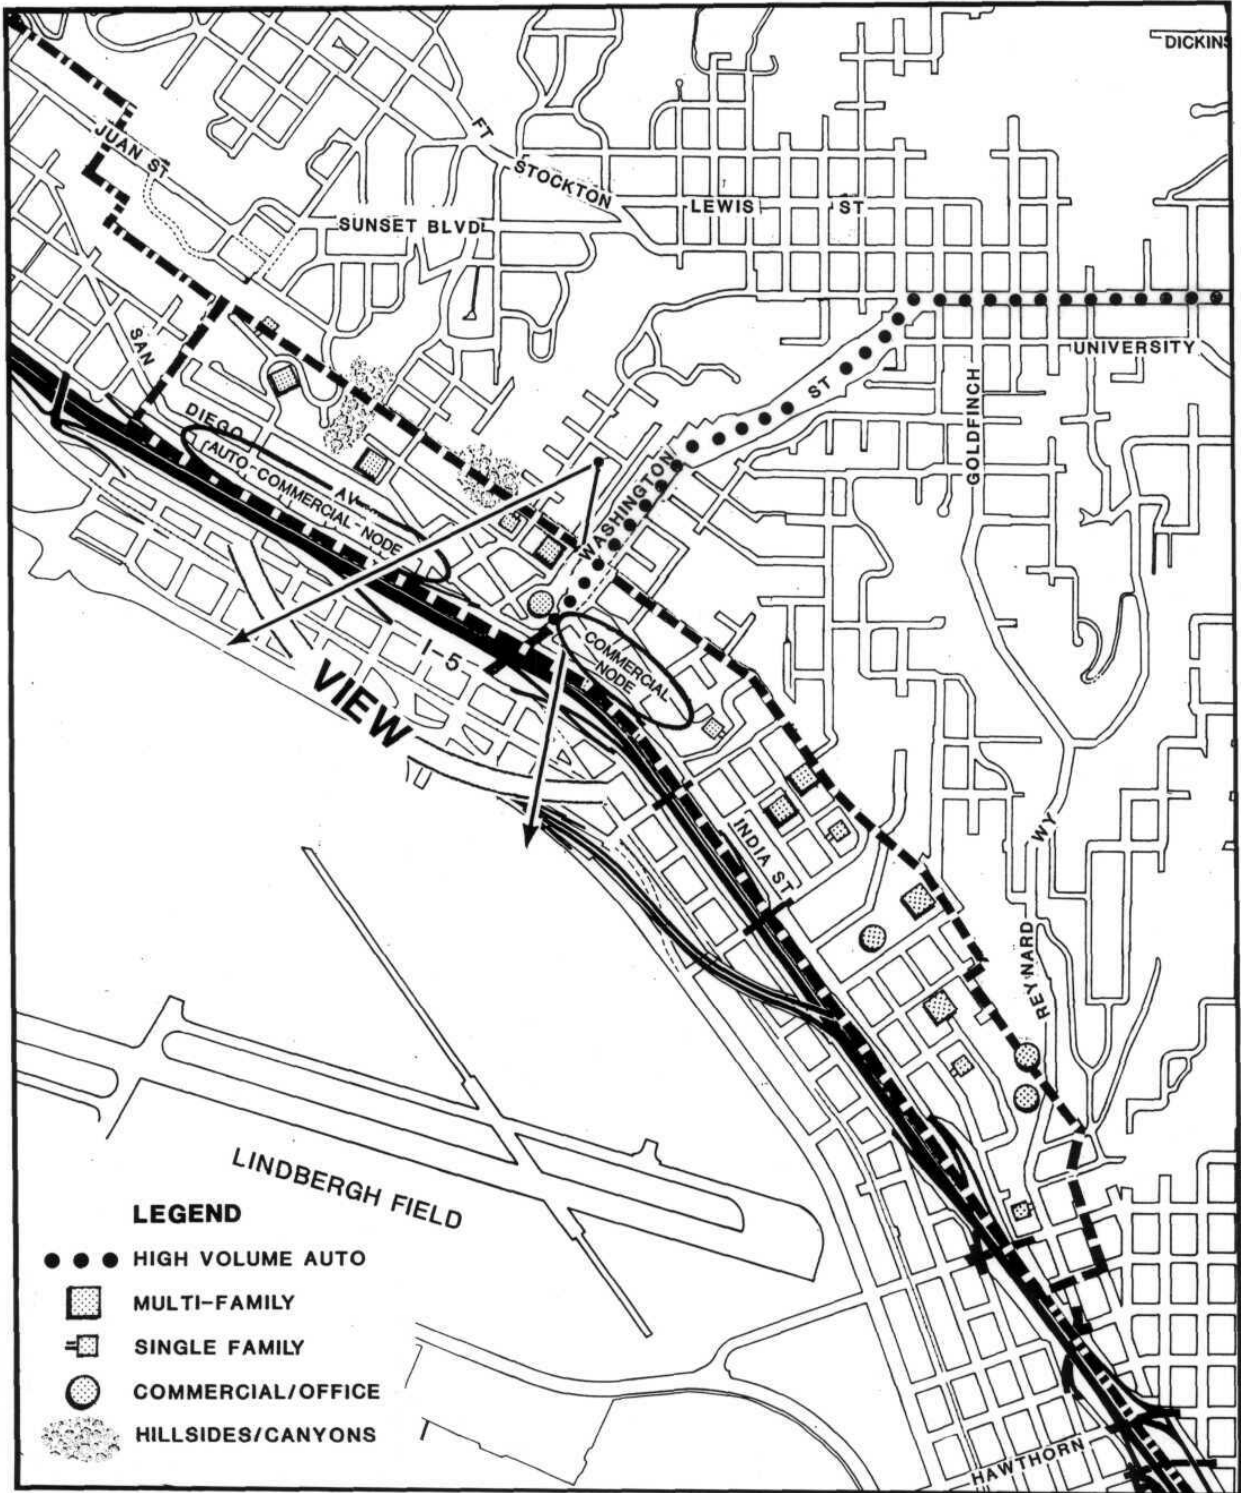 DICKINS
JUAN ST
FT
STOCKTON
LEWIS ST
SUNSET BLVD
SAN
DIEGO
AV
UNIVERSITY
ST
GOLDFINCH
WASHINGTON
AUTO-COMMERCIAL-NODE
I-5
VIEW
COMMERCIAL
NODE
INDIA ST
WY
REYNARD
LINDBERGH FIELD
LEGEND
HIGH VOLUME AUTO
MULTI-FAMILY
SINGLE FAMILY
COMMERCIAL/OFFICE
HILLSIDES/CANYONS
HAWTHORN